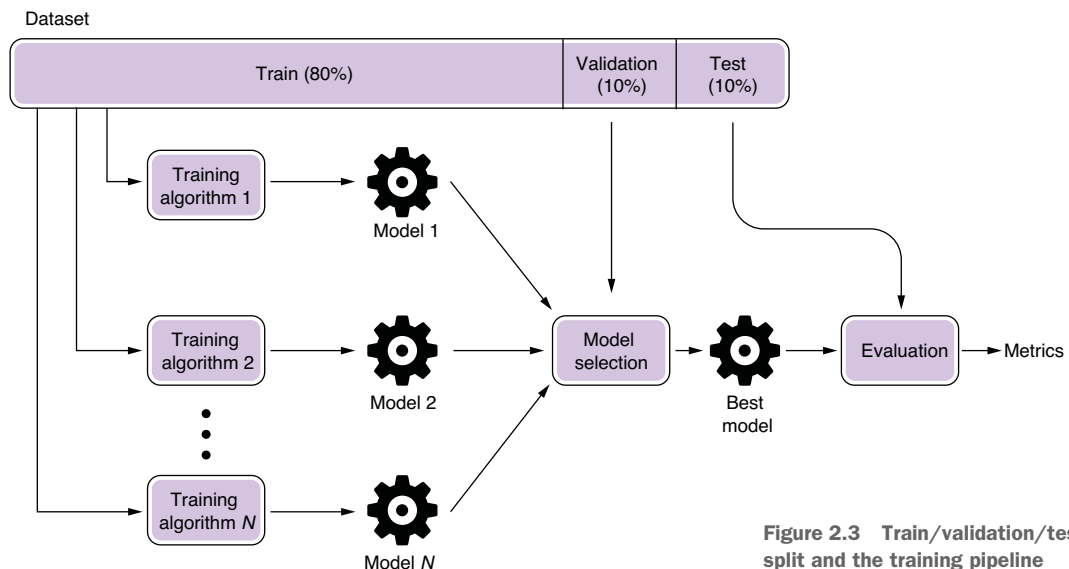 Dataset
Train (80%)
Validation
(10%)
Test
(10%)
Training
algorithm 1
Model 1
Training
algorithm 2
Model 2
Model
selection
Best
model
Evaluation
Metrics
Training
algorithm N
Model N
Figure 2.3 Train/validation/tes
split and the training pipeline